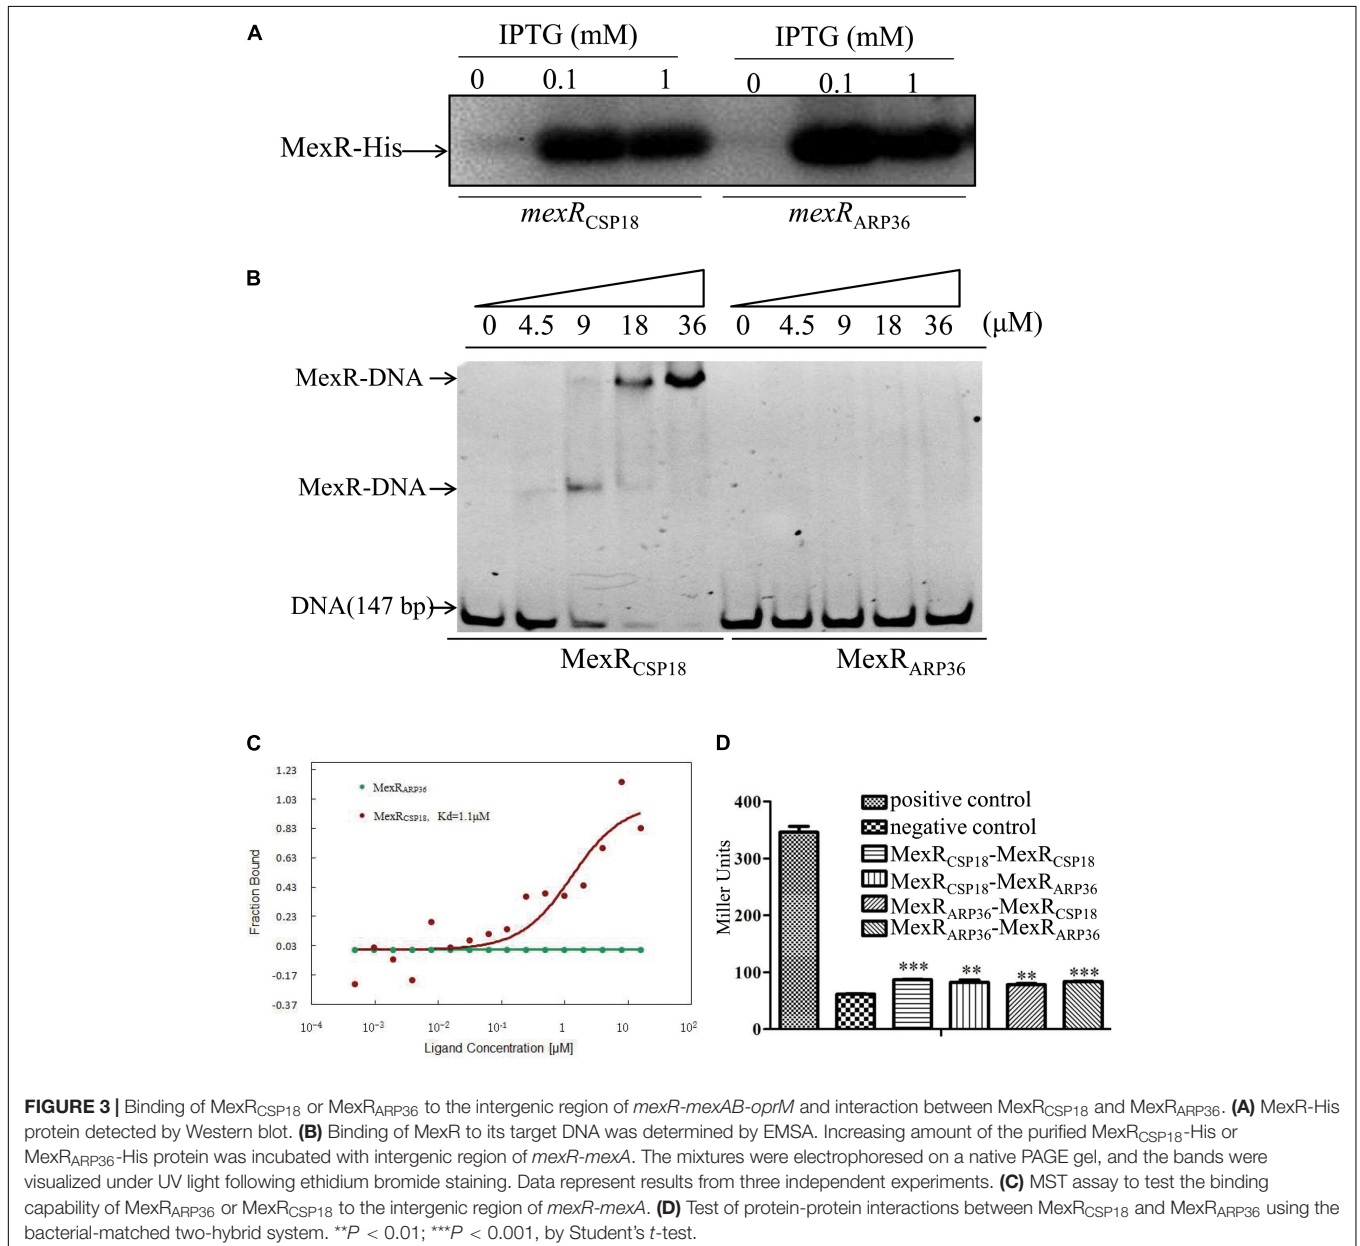 A
IPTG (mM) IPTG (mM)
0 0.1 1 0 0.1 1
MexR-His
mexRCSP18 mexRARP36
B
0 4.5 9 18 36 0 4.5 9 18 36 (μM)
MexR-DNA
MexR-DNA
DNA(147 bp)
MexRCSP18 MexRARP36
C
1.23
1.03
0.83
0.63
0.43
0.23
0.03
-0.17
-0.37
Fraction Bound
MexRARP36
MexRCSP18, Kd=1.1μM
10⁻⁴ 10⁻³ 10⁻² 10⁻¹ 1 10 10²
Ligand Concentration [μM]
D
400
300
200
100
0
Miller Units
positive control
negative control
MexRCSP18-MexRCSP18
MexRCSP18-MexRARP36
MexRARP36-MexRCSP18
MexRARP36-MexRARP36
*** ** ** ***
FIGURE 3 | Binding of MexRCSP18 or MexRARP36 to the intergenic region of mexR-mexAB-oprM and interaction between MexRCSP18 and MexRARP36. (A) MexR-His
protein detected by Western blot. (B) Binding of MexR to its target DNA was determined by EMSA. Increasing amount of the purified MexRCSP18-His or
MexRARP36-His protein was incubated with intergenic region of mexR-mexA. The mixtures were electrophoresed on a native PAGE gel, and the bands were
visualized under UV light following ethidium bromide staining. Data represent results from three independent experiments. (C) MST assay to test the binding
capability of MexRARP36 or MexRCSP18 to the intergenic region of mexR-mexA. (D) Test of protein-protein interactions between MexRCSP18 and MexRARP36 using the
bacterial-matched two-hybrid system. **P < 0.01; ***P < 0.001, by Student's t-test.